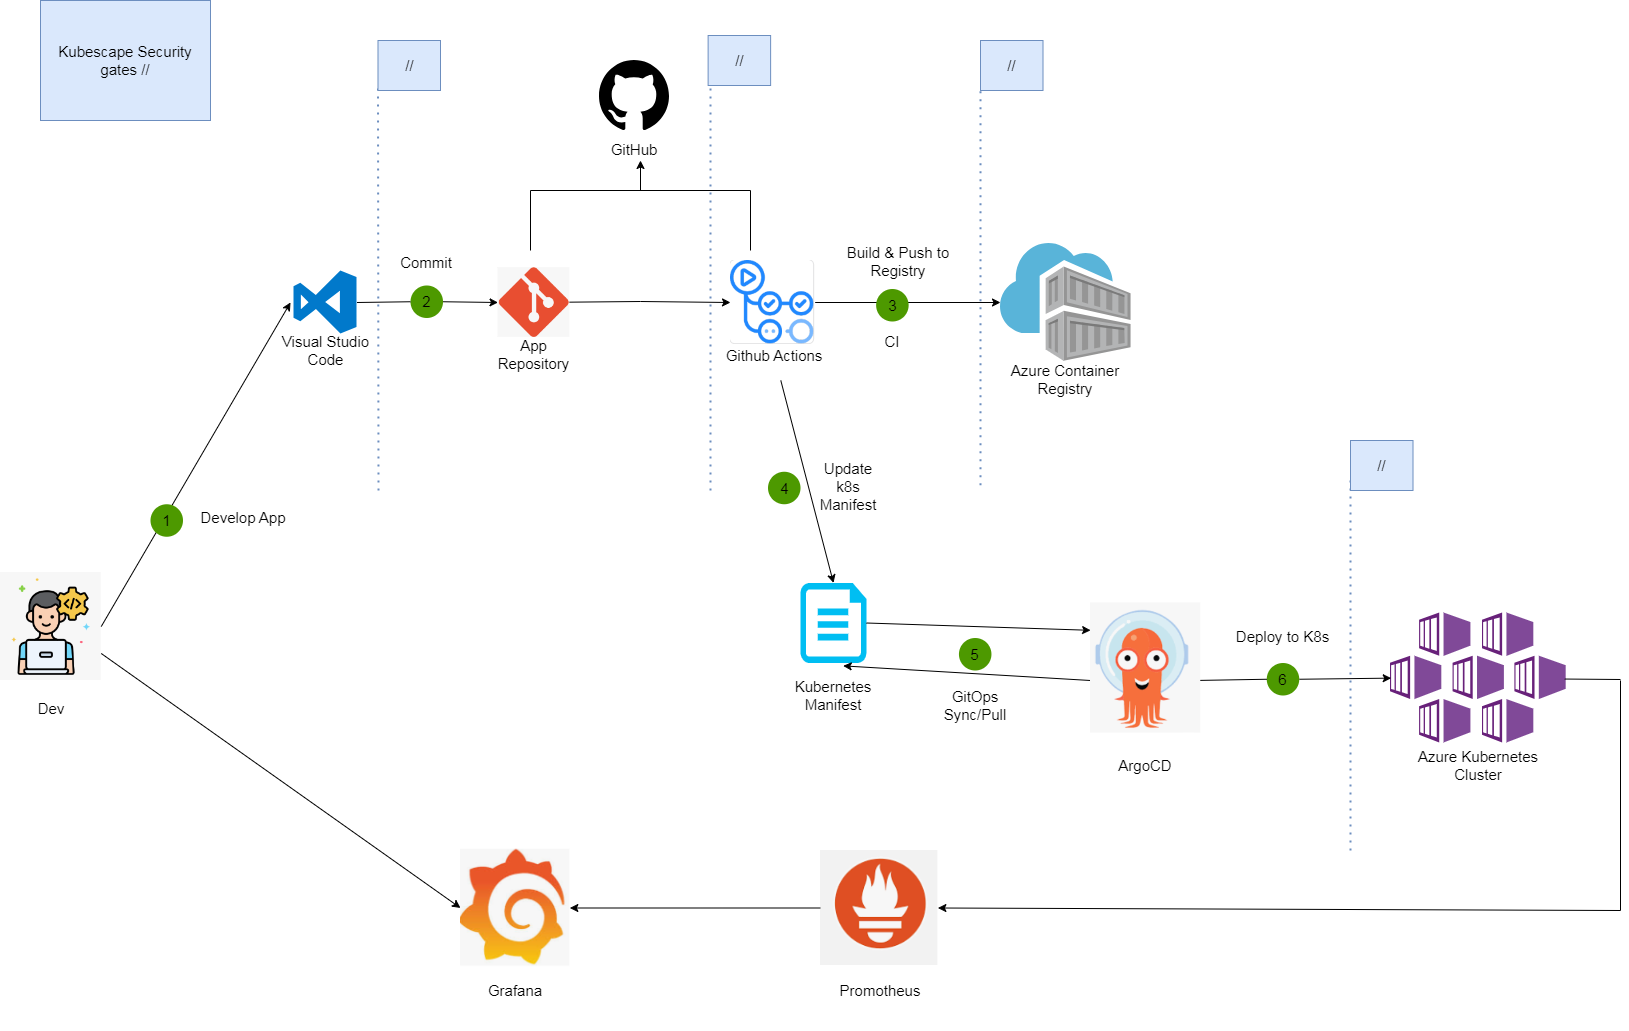 Kubescape Security
gates //
//
//
//
GitHub
Commit
2
Build & Push to
Registry
3
CI
Visual Studio
Code
App
Repository
Github Actions
Azure Container
Registry
//
Update
k8s
Manifest
4
1
Develop App
Deploy to K8s
5
6
Kubernetes
Manifest
GitOps
Sync/Pull
Dev
ArgoCD
Azure Kubernetes
Cluster
Grafana
Promotheus